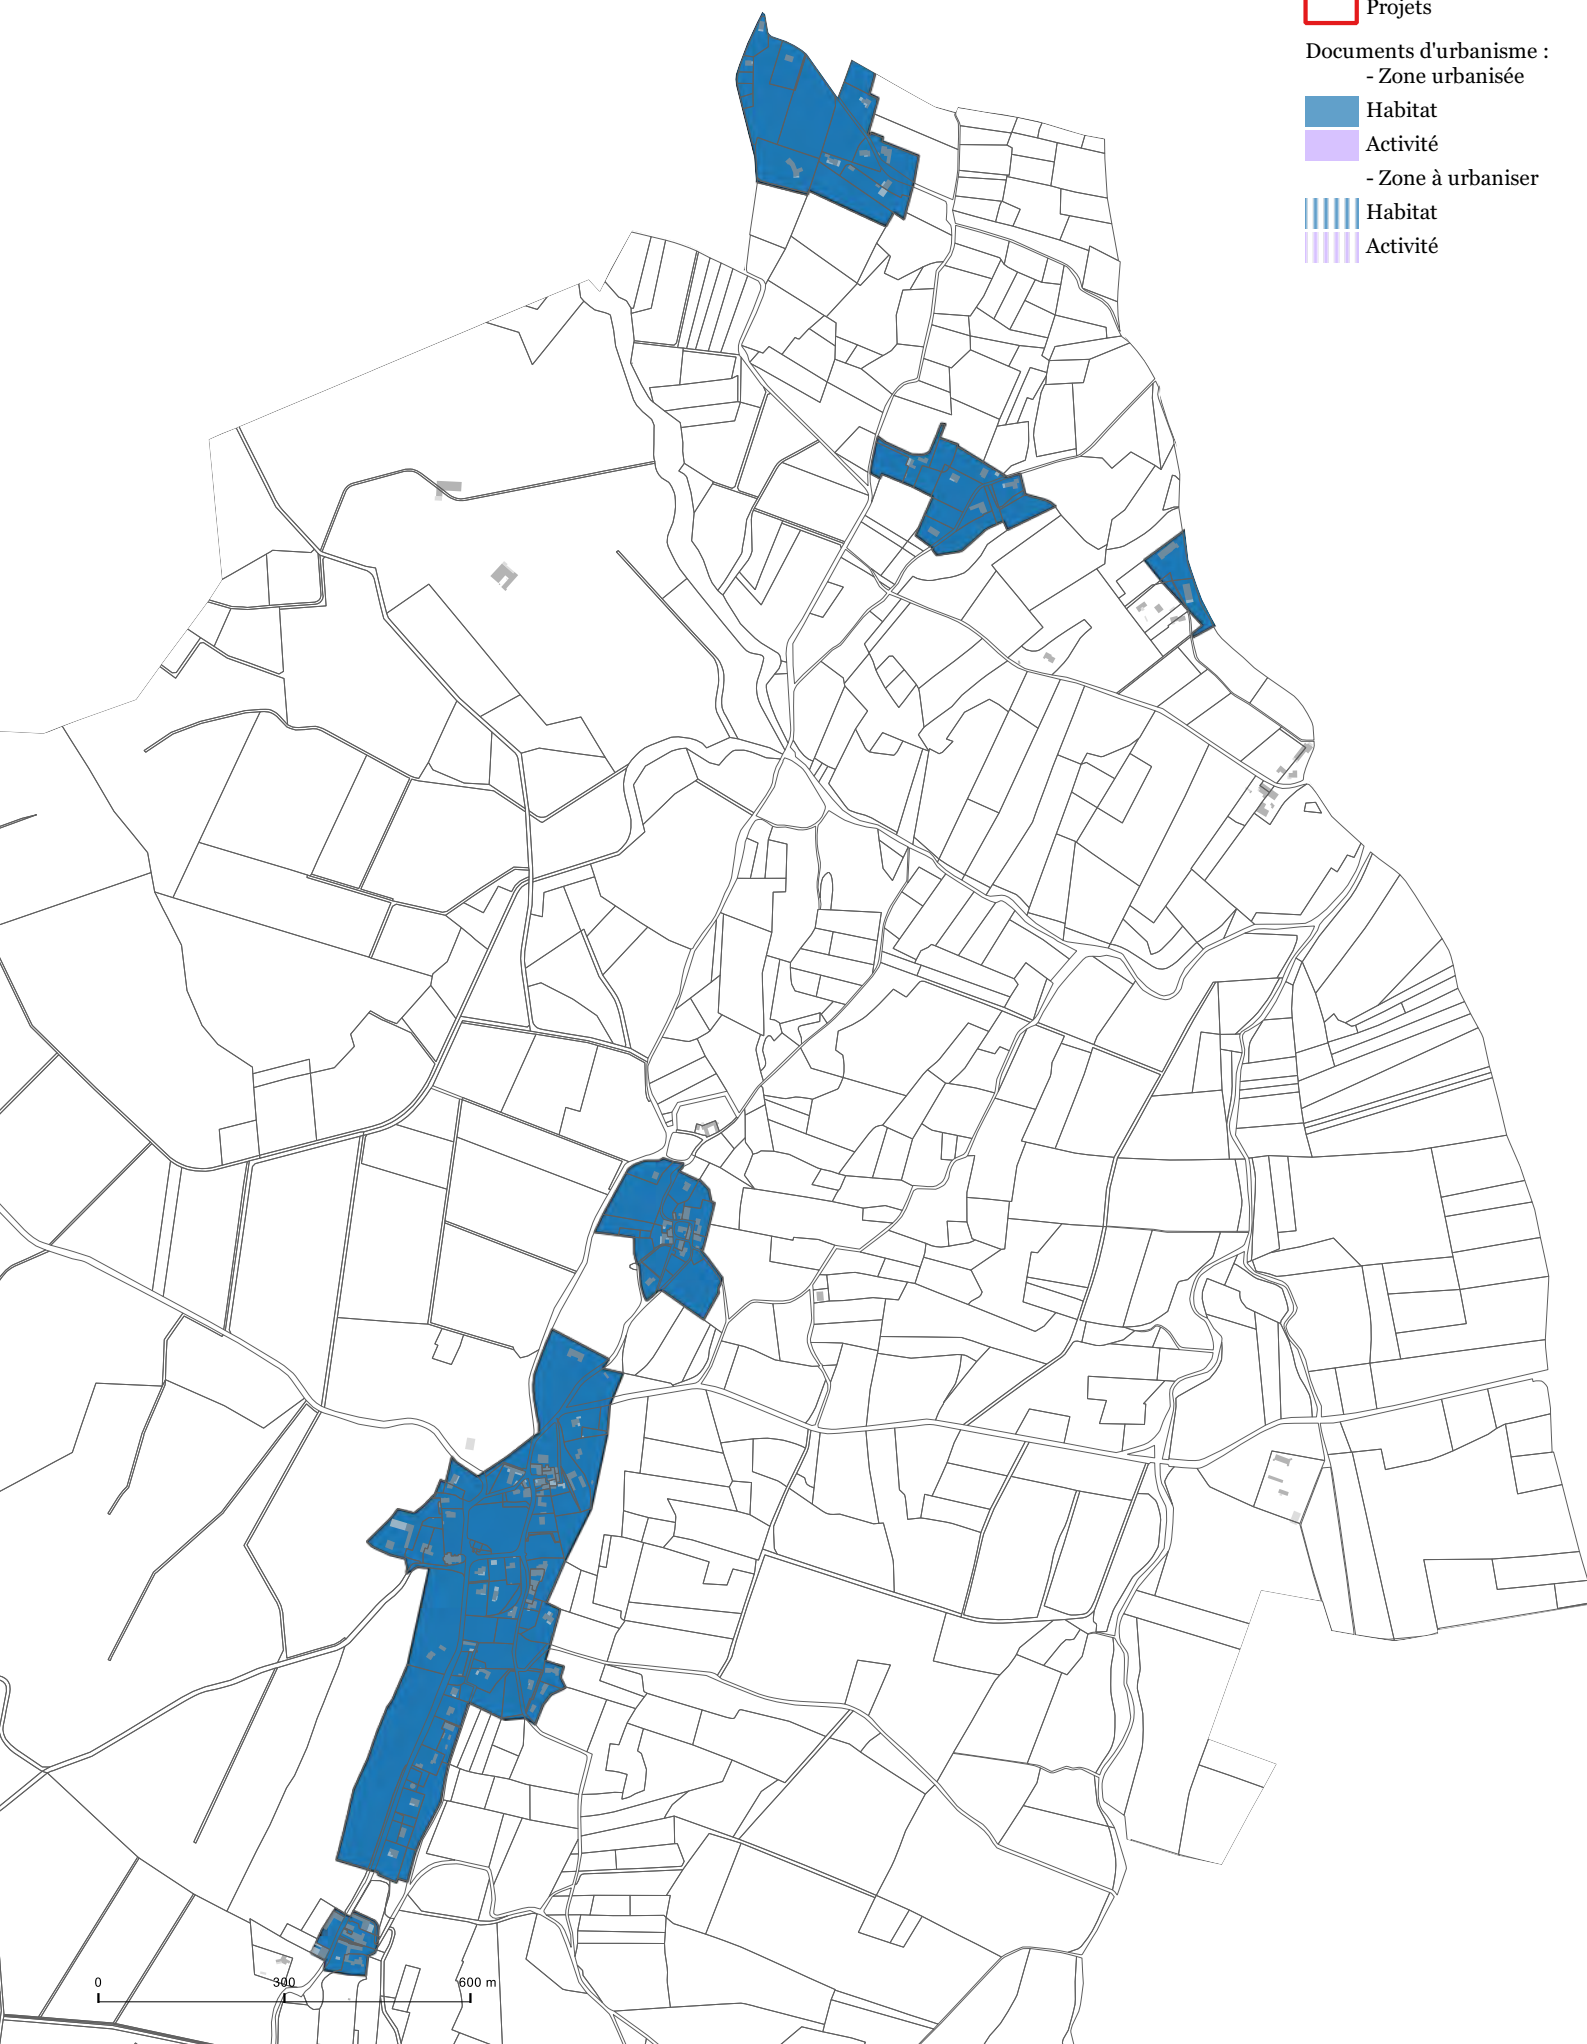 Projets
Documents d'urbanisme :
- Zone urbanisée
Habitat
Activité
- Zone à urbaniser
Habitat
Activité
0 300 600 m